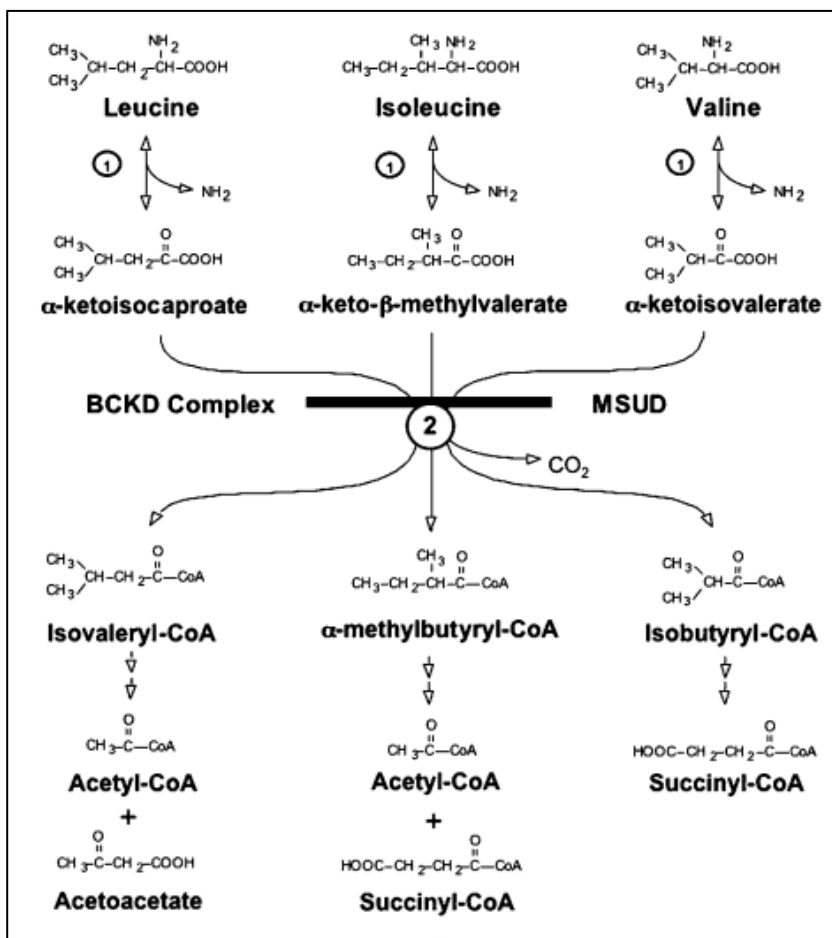 NH2
CH3
CH-CH2-CH-COOH
CH3
Leucine
CH3 NH2
CH3-CH2-CH-CH-COOH
Isoleucine
NH2
CH3
CH-CH-COOH
CH3
Valine
1
NH2
1
NH2
1
NH2
O
CH3
CH-CH2-C-COOH
CH3
α-ketoisocaproate
CH3 O
CH3-CH2-CH-C-COOH
α-keto-β-methylvalerate
O
CH3
CH-C-COOH
CH3
α-ketoisovalerate
BCKD Complex
MSUD
2
CO2
O
CH3
CH-CH2-C-CoA
CH3
Isovaleryl-CoA
CH3 O
CH3-CH2-CH-C-CoA
α-methylbutyryl-CoA
O
CH3
CH-C-CoA
CH3
Isobutyryl-CoA
O
CH3-C-CoA
Acetyl-CoA
+
O
CH3-C-CH2-COOH
Acetoacetate
O
CH3-C-CoA
Acetyl-CoA
+
O
HOOC-CH2-CH2-C-CoA
Succinyl-CoA
O
HOOC-CH2-CH2-C-CoA
Succinyl-CoA